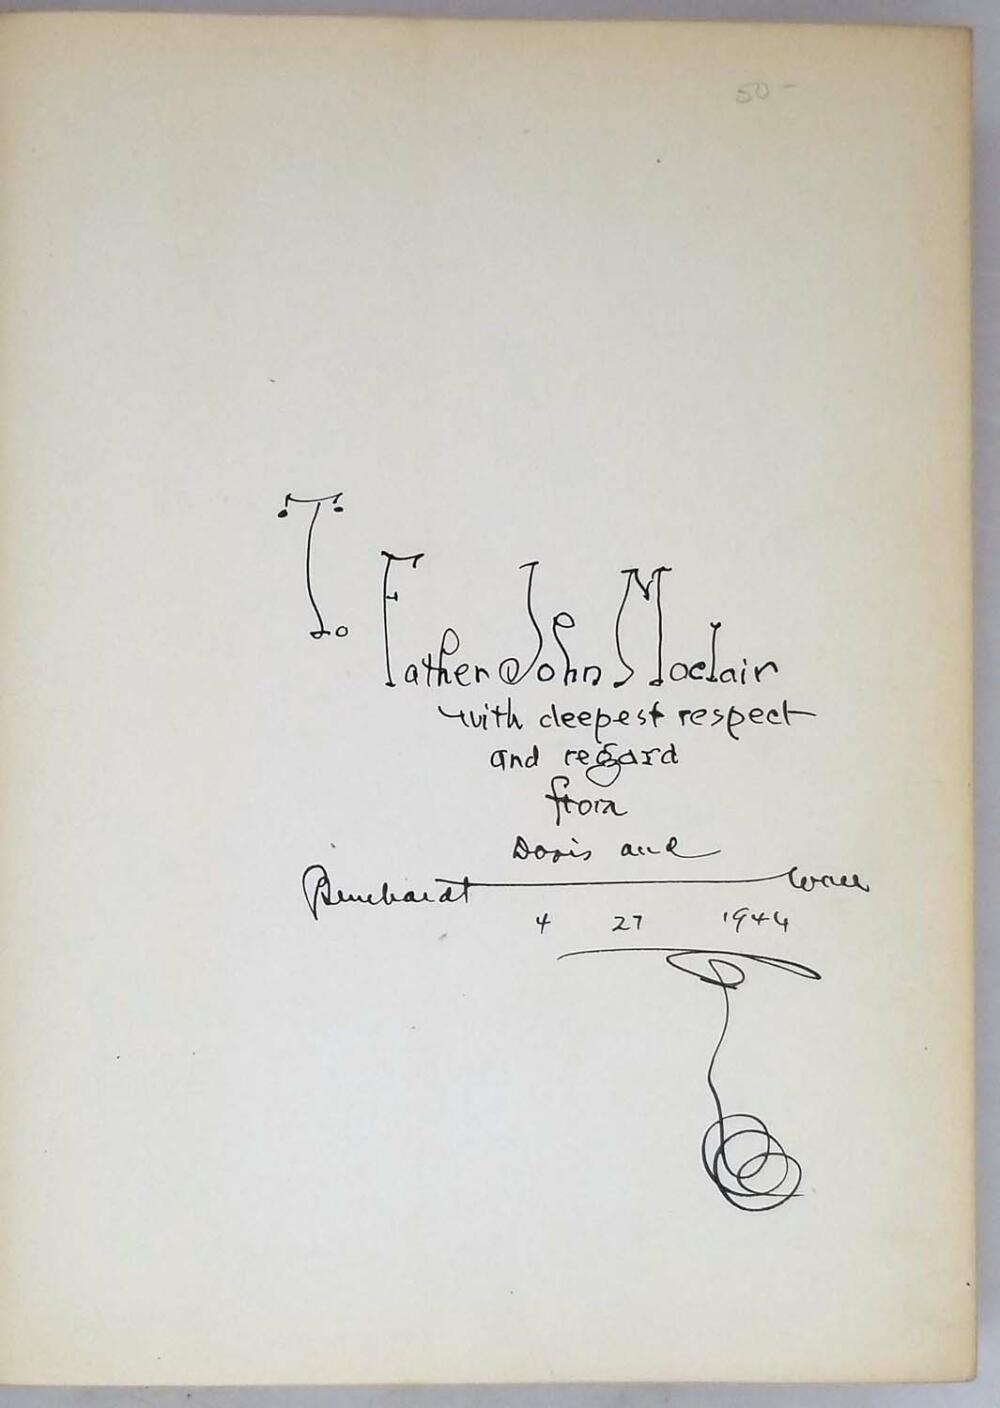 50-
To
Father John Moclair
with deepest respect
and regard
from
Doris and
Bernhardt Wall
4 27 1944